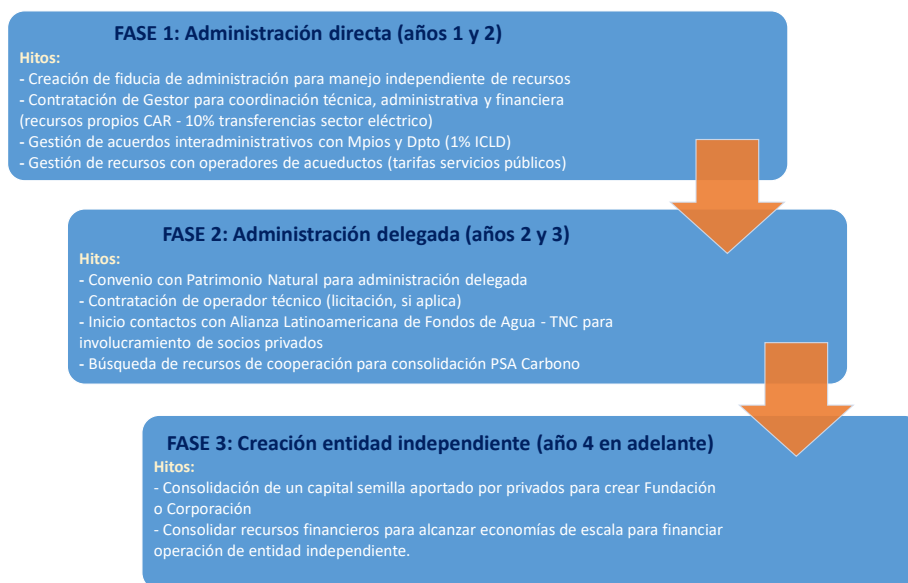 FASE 1: Administración directa (años 1 y 2)
Hitos:
- Creación de fiducia de administración para manejo independiente de recursos
- Contratación de Gestor para coordinación técnica, administrativa y financiera
(recursos propios CAR - 10% transferencias sector eléctrico)
- Gestión de acuerdos interadministrativos con Mpios y Dpto (1% ICLD)
- Gestión de recursos con operadores de acueductos (tarifas servicios públicos)
FASE 2: Administración delegada (años 2 y 3)
Hitos:
- Convenio con Patrimonio Natural para administración delegada
- Contratación de operador técnico (licitación, si aplica)
- Inicio contactos con Alianza Latinoamericana de Fondos de Agua - TNC para
involucramiento de socios privados
- Búsqueda de recursos de cooperación para consolidación PSA Carbono
FASE 3: Creación entidad independiente (año 4 en adelante)
Hitos:
- Consolidación de un capital semilla aportado por privados para crear Fundación
o Corporación
- Consolidar recursos financieros para alcanzar economías de escala para financiar
operación de entidad independiente.